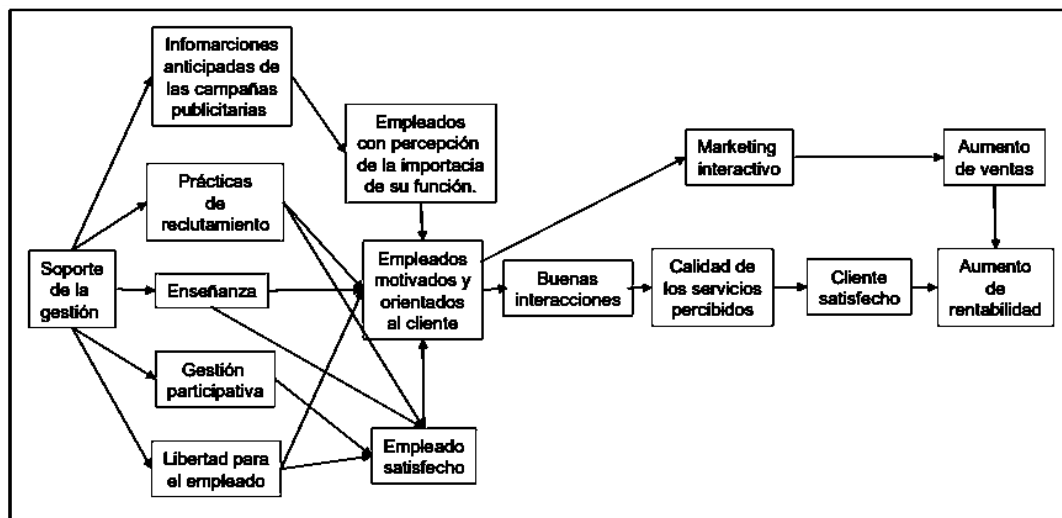 Infomarciones
anticipadas de
las campañas
publicitarias
Empleados
con percepción
de la importacia
de su función.
Marketing
interactivo
Aumento
de ventas
Prácticas
de
reclutamiento
Soporte
de la
gestión
Enseñanza
Empleados
motivados y
orientados
al cliente
Buenas
interacciones
Calidad de
los servicios
percibidos
Cliente
satisfecho
Aumento
de
rentabilidad
Gestión
participativa
Libertad para
el empleado
Empleado
satisfecho